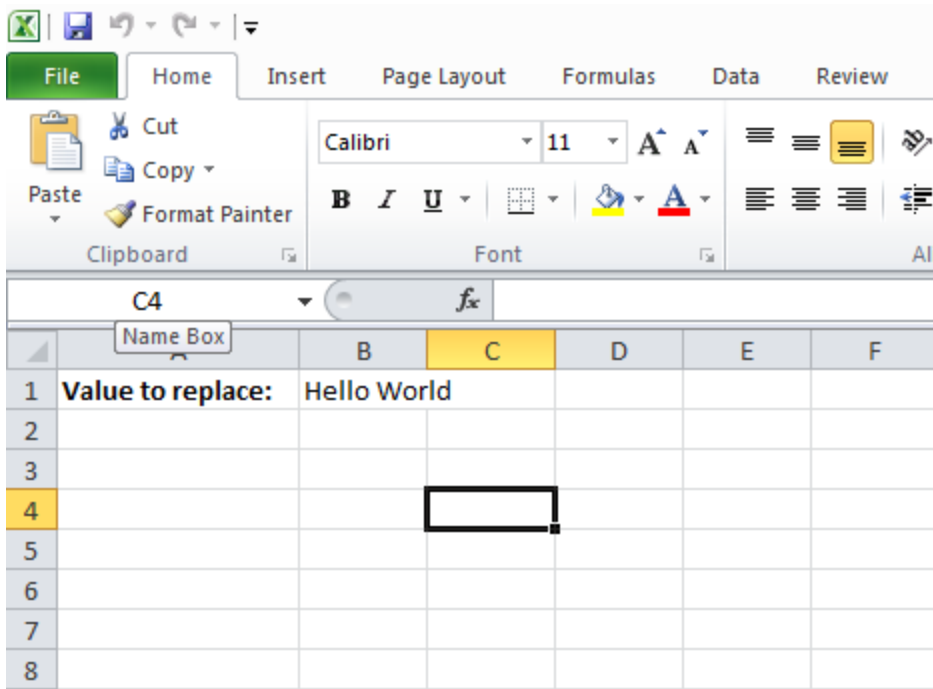 File Home Insert Page Layout Formulas Data Review
Cut
Calibri 11 A A
Copy
Paste
B I U A
Format Painter
Clipboard Font
C4 fx
Name Box
B C D E F
1 Value to replace: Hello World
2
3
4
5
6
7
8